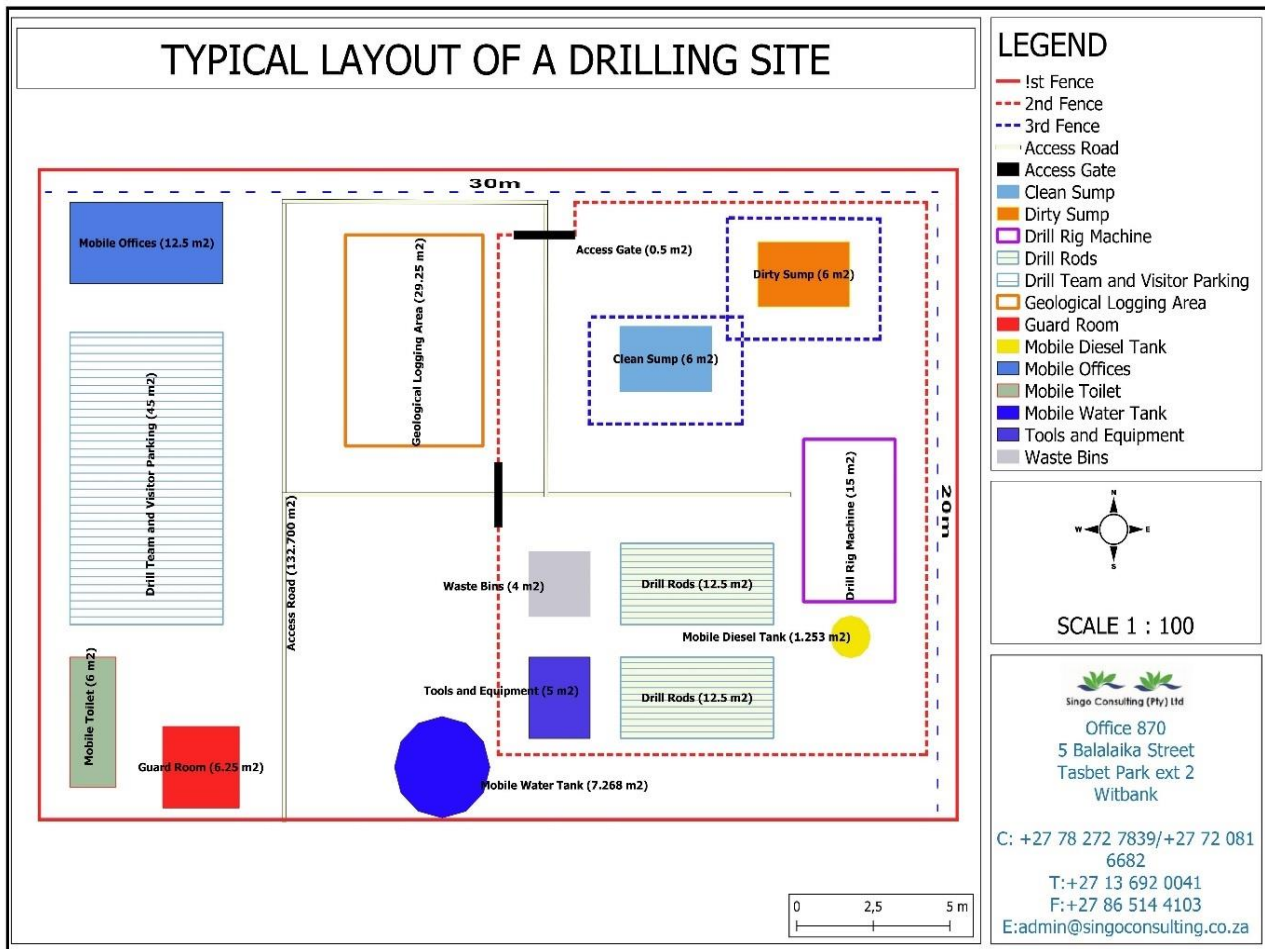 TYPICAL LAYOUT OF A DRILLING SITE
30m
Mobile Offices (12.5 m2)
Geological Logging Area (29.25 m2)
Access Gate (0.5 m2)
Dirty Sump (6 m2)
Clean Sump (6 m2)
Drill Team and Visitor Parking (45 m2)
Access Road (132.700 m2)
Drill Rig Machine (15 m2)
20m
Waste Bins (4 m2)
Drill Rods (12.5 m2)
Mobile Diesel Tank (1.253 m2)
Mobile Toilet (6 m2)
Tools and Equipment (5 m2)
Drill Rods (12.5 m2)
Guard Room (6.25 m2)
Mobile Water Tank (7.268 m2)
0 2,5 5 m
LEGEND
!st Fence
2nd Fence
3rd Fence
Access Road
Access Gate
Clean Sump
Dirty Sump
Drill Rig Machine
Drill Rods
Drill Team and Visitor Parking
Geological Logging Area
Guard Room
Mobile Diesel Tank
Mobile Offices
Mobile Toilet
Mobile Water Tank
Tools and Equipment
Waste Bins
N
W E
S
SCALE 1 : 100
Singo Consulting (Pty) Ltd
Office 870
5 Balalaika Street
Tasbet Park ext 2
Witbank
C: +27 78 272 7839/+27 72 081
6682
T:+27 13 692 0041
F:+27 86 514 4103
E:admin@singoconsulting.co.za